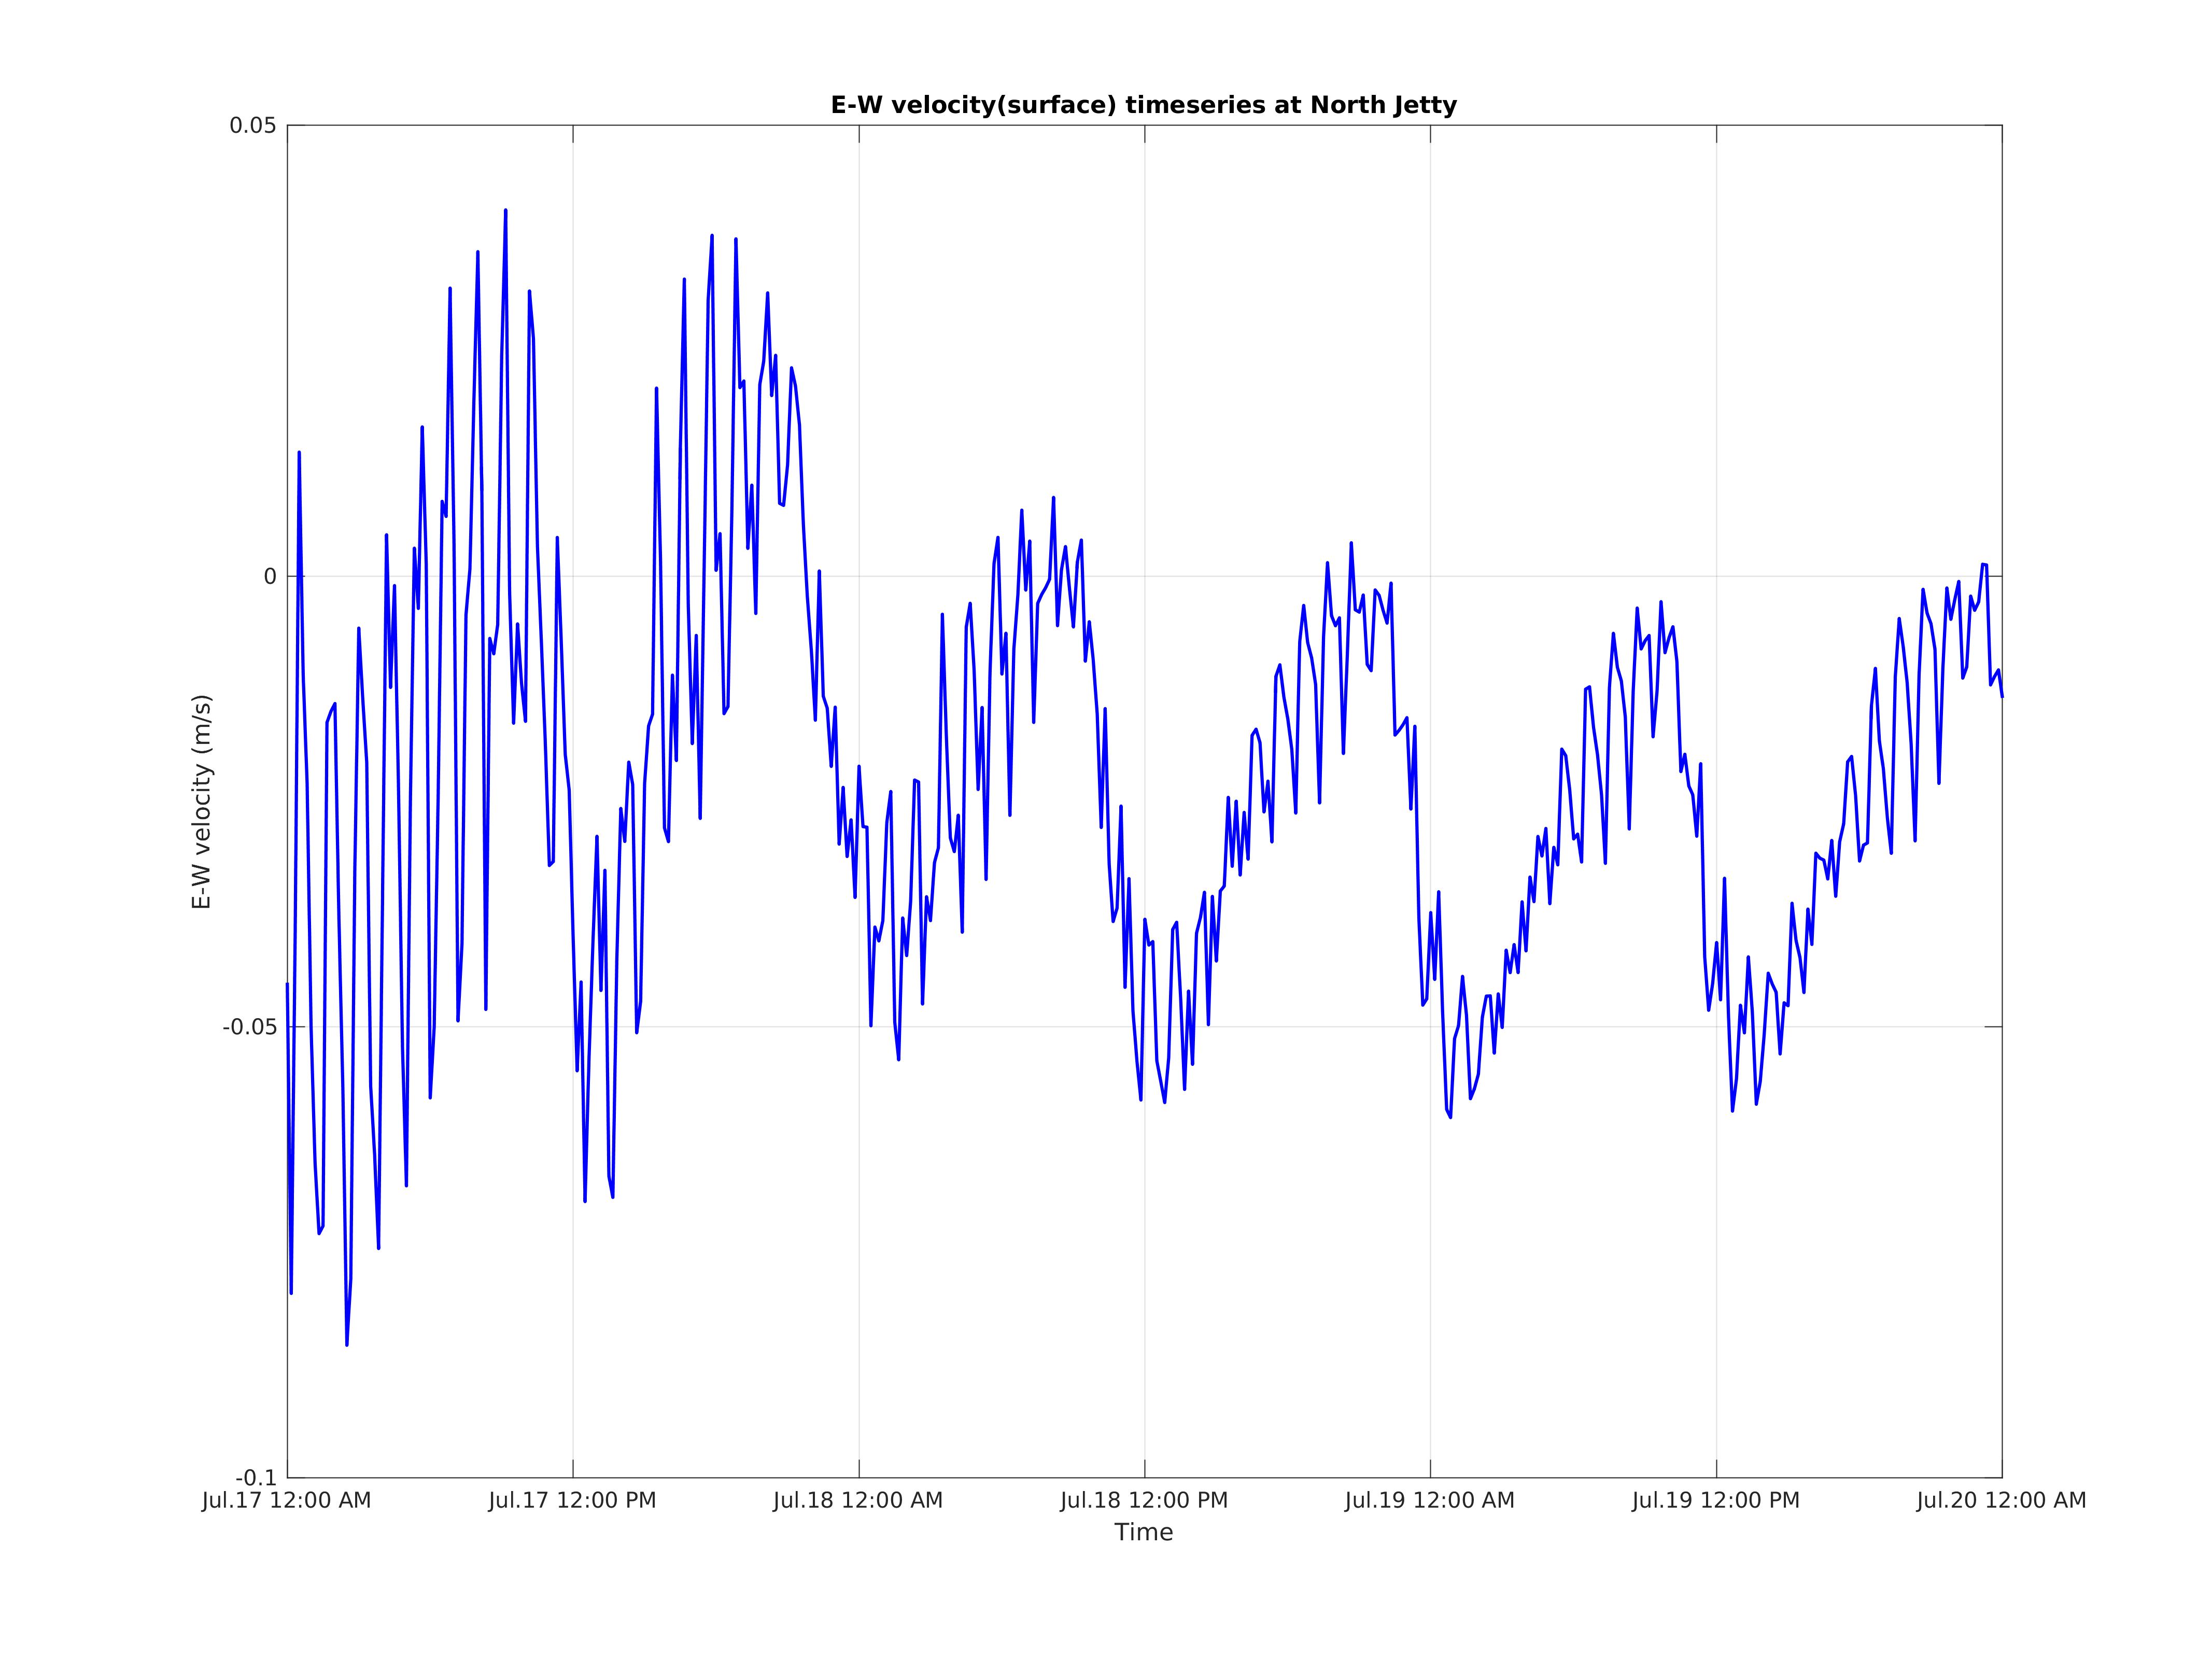 E-W velocity(surface) timeseries at North Jetty
0.05
0
-0.05
-0.1
E-W velocity (m/s)
Jul.17 12:00 AM
Jul.17 12:00 PM
Jul.18 12:00 AM
Jul.18 12:00 PM
Jul.19 12:00 AM
Jul.19 12:00 PM
Jul.20 12:00 AM
Time